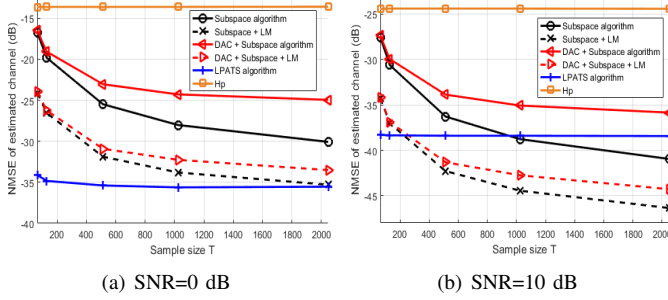 NMSE of estimated channel (dB)
-15
-20
-25
-30
-35
-40
Subspace algorithm
Subspace + LM
DAC + Subspace algorithm
DAC + Subspace + LM
LPATS algorithm
Hp
200 400 600 800 1000 1200 1400 1600 1800 2000
Sample size T
(a) SNR=0 dB
NMSE of estimated channel (dB)
-25
-30
-35
-40
-45
Subspace algorithm
Subspace + LM
DAC + Subspace algorithm
DAC + Subspace + LM
LPATS algorithm
Hp
200 400 600 800 1000 1200 1400 1600 1800 2000
Sample size T
(b) SNR=10 dB